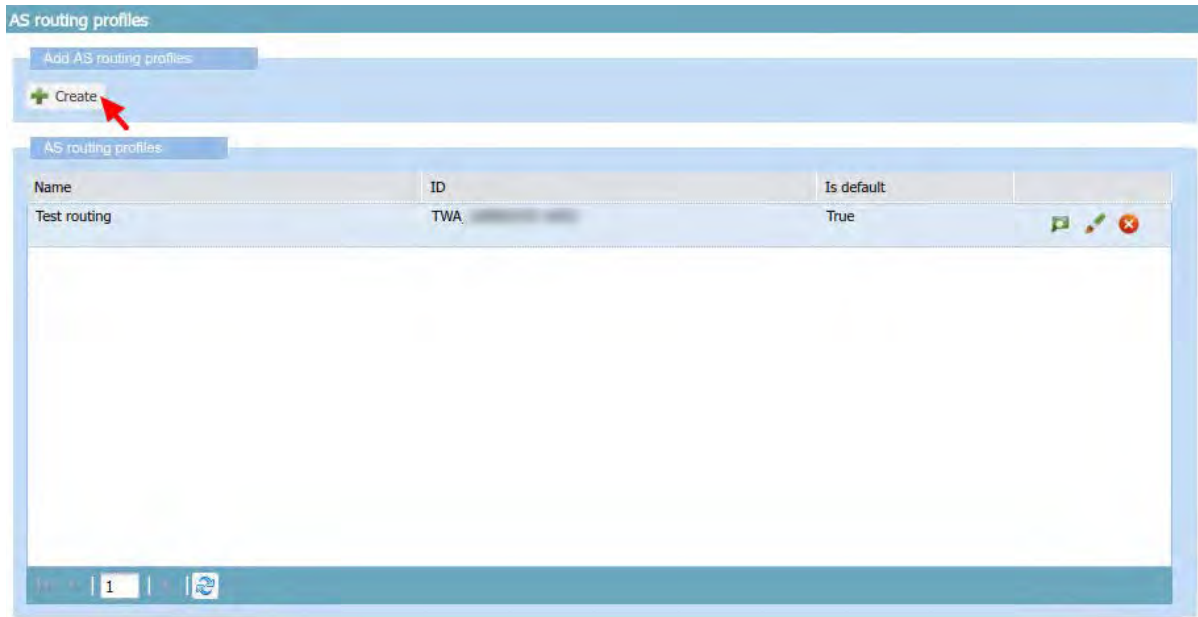 AS routing profiles
Add AS routing profiles
Create
AS routing profiles
Name ID Is default
Test routing TWA True
1